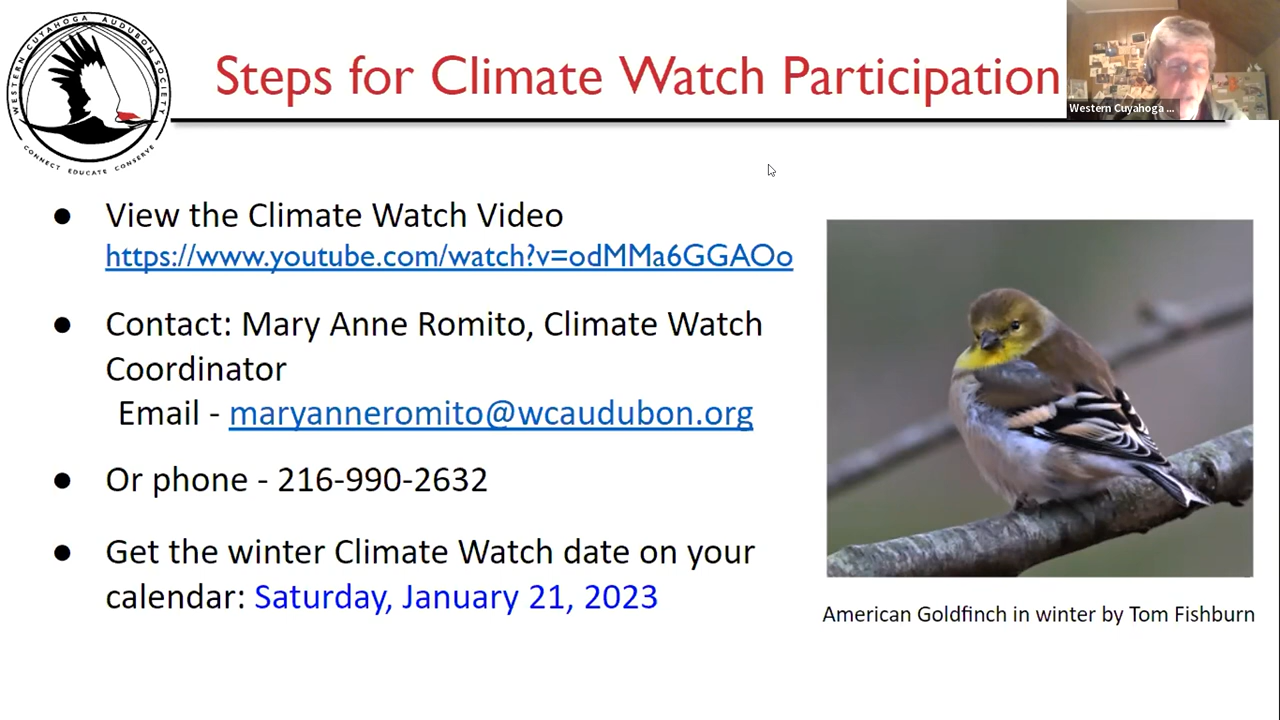 WESTERN CUYAHOGA AUDUBON SOCIETY
CONNECT EDUCATE CONSERVE
Steps for Climate Watch Participation
Western Cuyahoga ...
● View the Climate Watch Video
https://www.youtube.com/watch?v=odMMa6GGAOo
● Contact: Mary Anne Romito, Climate Watch
Coordinator
Email - maryanneromito@wcaudubon.org
● Or phone - 216-990-2632
● Get the winter Climate Watch date on your
calendar: Saturday, January 21, 2023
American Goldfinch in winter by Tom Fishburn